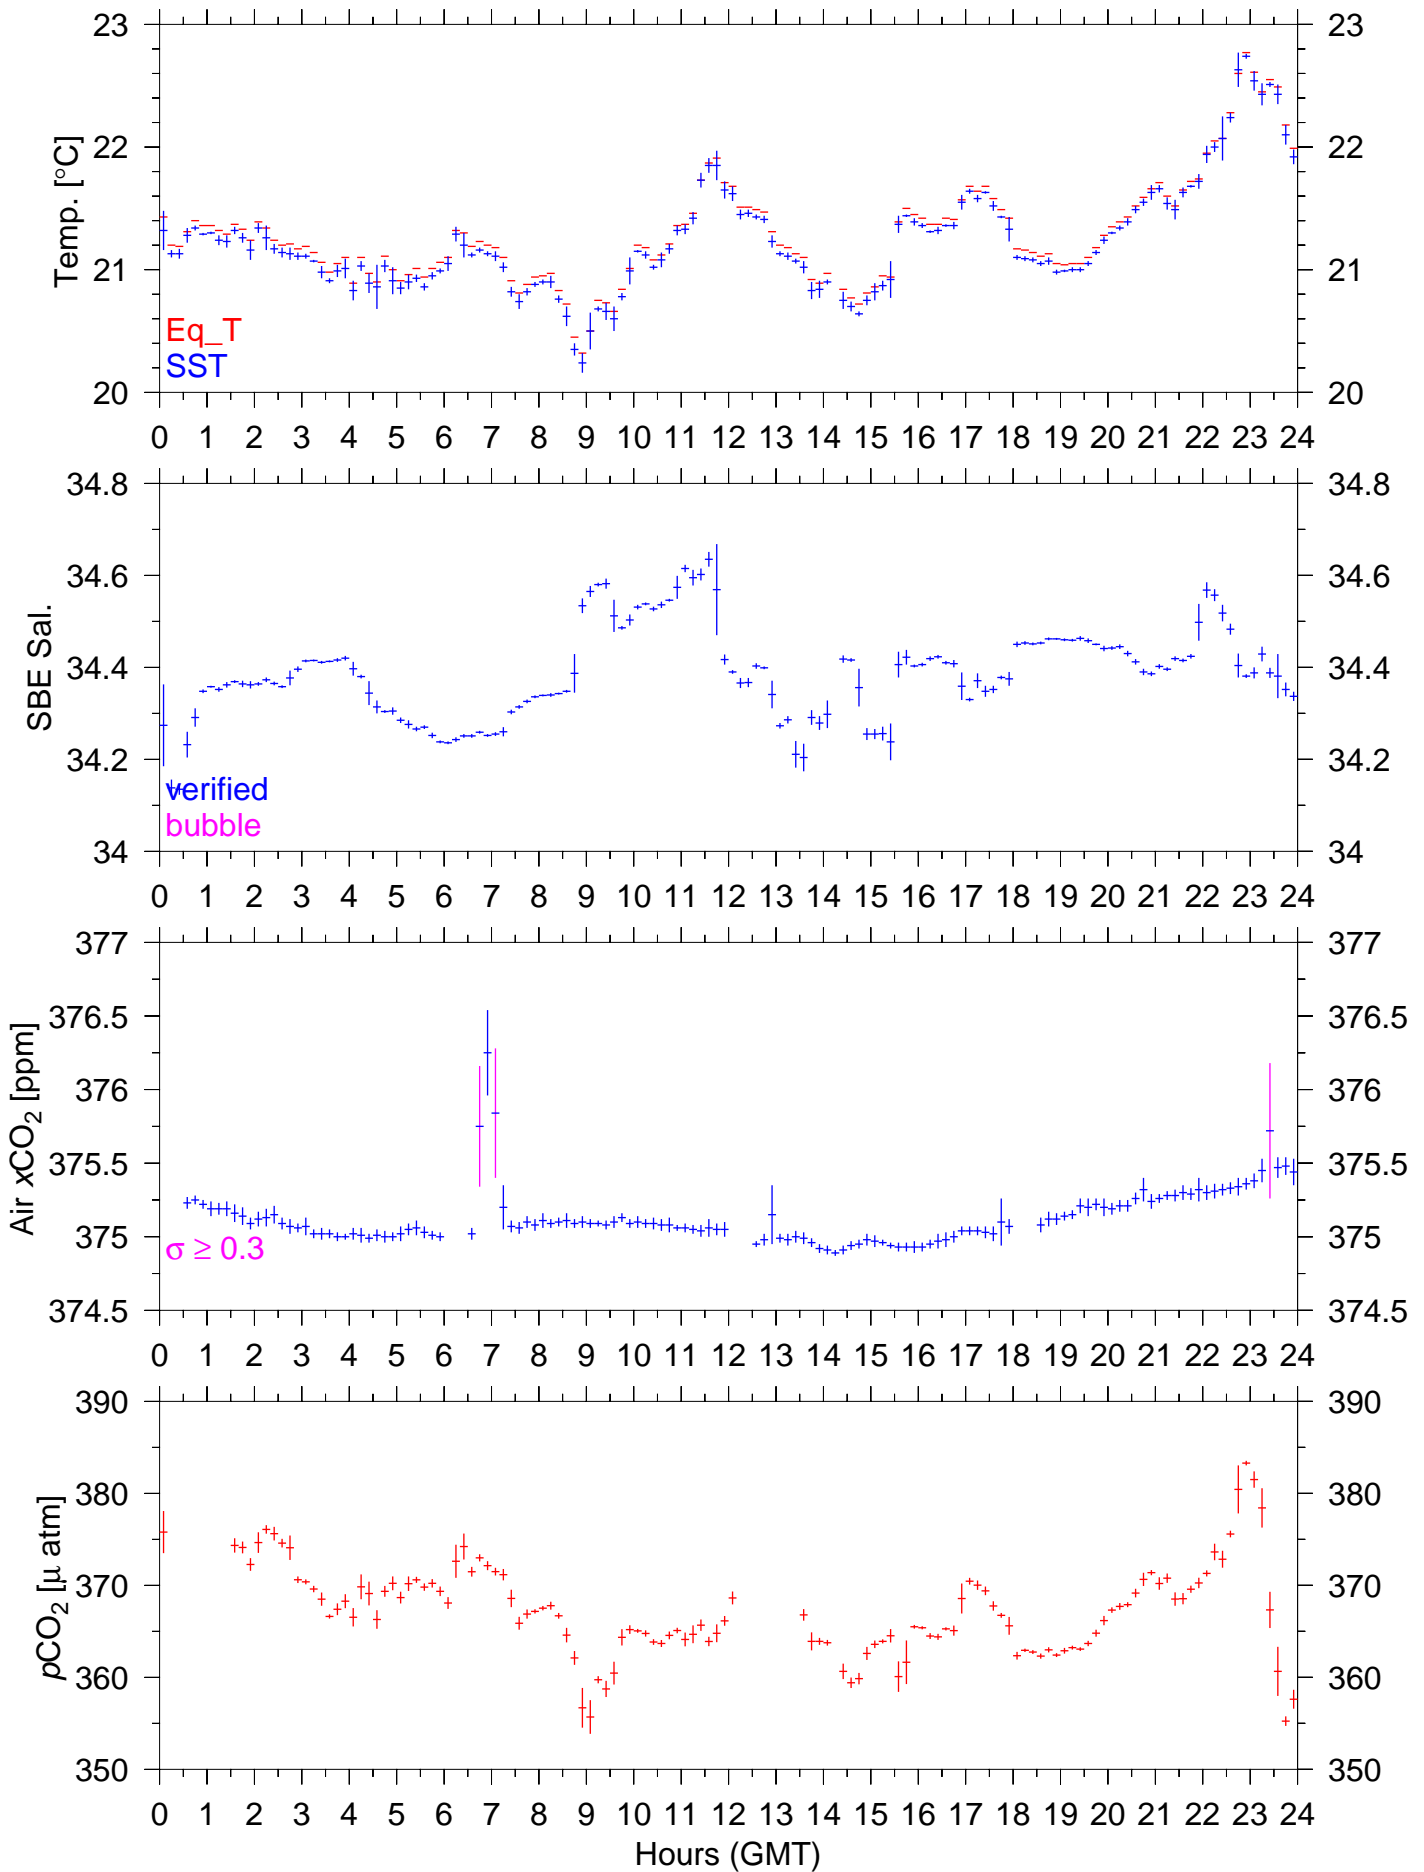 23 23
22 22
21 21
20 20
Temp. [°C]
Eq_T
SST
0 1 2 3 4 5 6 7 8 9 10 11 12 13 14 15 16 17 18 19 20 21 22 23 24
34.8 34.8
34.6 34.6
34.4 34.4
34.2 34.2
34 34
SBE Sal.
verified
bubble
0 1 2 3 4 5 6 7 8 9 10 11 12 13 14 15 16 17 18 19 20 21 22 23 24
377 377
376.5 376.5
376 376
375.5 375.5
375 375
374.5 374.5
Air xCO₂ [ppm]
σ ≥ 0.3
0 1 2 3 4 5 6 7 8 9 10 11 12 13 14 15 16 17 18 19 20 21 22 23 24
390 390
380 380
370 370
360 360
350 350
pCO₂ [μ atm]
0 1 2 3 4 5 6 7 8 9 10 11 12 13 14 15 16 17 18 19 20 21 22 23 24
Hours (GMT)